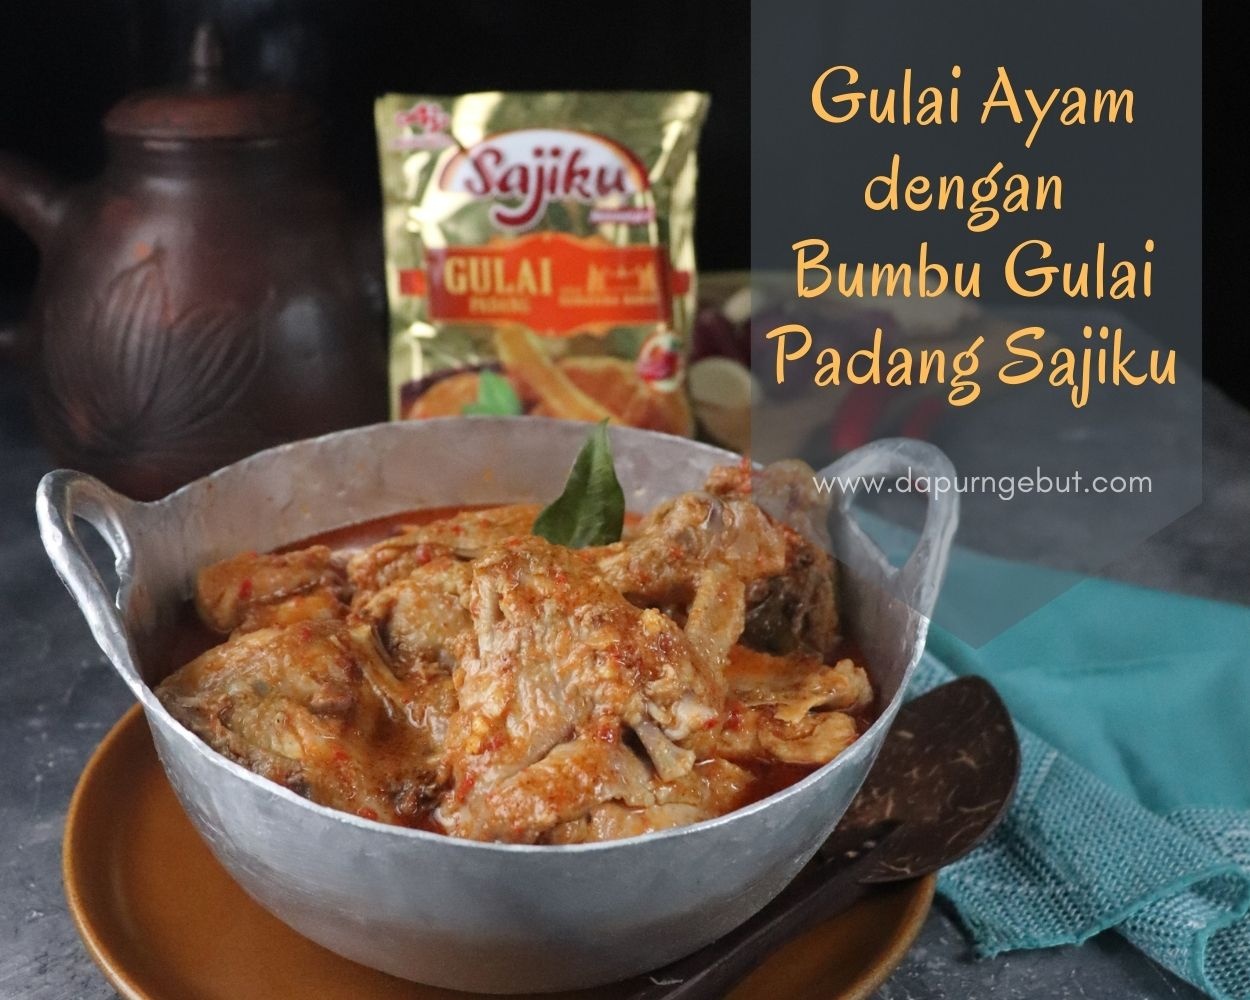 Gulai Ayam
dengan
Bumbu Gulai
Padang Sajiku
www.dapurngebut.com
Sajiku
GULAI
PADANG